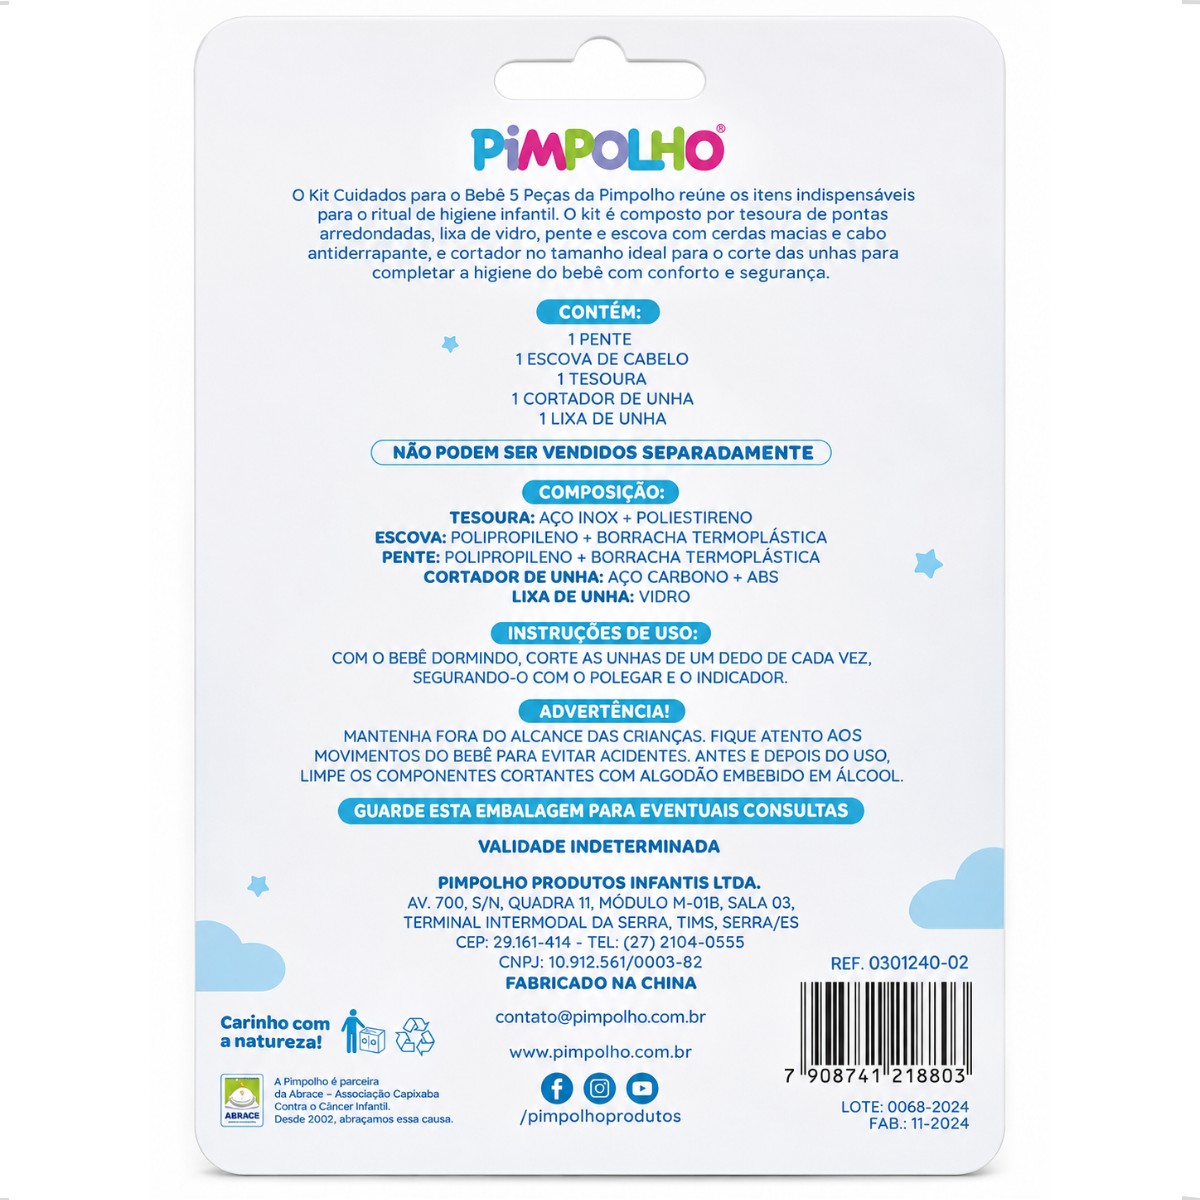 PiMPOLHO®
O Kit Cuidados para o Bebê 5 Peças da Pimpolho reúne os itens indispensáveis
para o ritual de higiene infantil. O kit é composto por tesoura de pontas
arredondadas, lixa de vidro, pente e escova com cerdas macias e cabo
antiderrapante, e cortador no tamanho ideal para o corte das unhas para
completar a higiene do bebê com conforto e segurança.
CONTÉM:
1 PENTE
1 ESCOVA DE CABELO
1 TESOURA
1 CORTADOR DE UNHA
1 LIXA DE UNHA
NÃO PODEM SER VENDIDOS SEPARADAMENTE
COMPOSIÇÃO:
TESOURA: AÇO INOX + POLIESTIRENO
ESCOVA: POLIPROPILENO + BORRACHA TERMOPLÁSTICA
PENTE: POLIPROPILENO + BORRACHA TERMOPLÁSTICA
CORTADOR DE UNHA: AÇO CARBONO + ABS
LIXA DE UNHA: VIDRO
INSTRUÇÕES DE USO:
COM O BEBÊ DORMINDO, CORTE AS UNHAS DE UM DEDO DE CADA VEZ,
SEGURANDO-O COM O POLEGAR E O INDICADOR.
ADVERTÊNCIA!
MANTENHA FORA DO ALCANCE DAS CRIANÇAS. FIQUE ATENTO AOS
MOVIMENTOS DO BEBÊ PARA EVITAR ACIDENTES. ANTES E DEPOIS DO USO,
LIMPE OS COMPONENTES CORTANTES COM ALGODÃO EMBEBIDO EM ÁLCOOL.
GUARDE ESTA EMBALAGEM PARA EVENTUAIS CONSULTAS
VALIDADE INDETERMINADA
PIMPOLHO PRODUTOS INFANTIS LTDA.
AV. 700, S/N, QUADRA 11, MÓDULO M-01B, SALA 03,
TERMINAL INTERMODAL DA SERRA, TIMS, SERRA/ES
CEP: 29.161-414 - TEL: (27) 2104-0555
CNPJ: 10.912.561/0003-82
FABRICADO NA CHINA
contato@pimpolho.com.br
www.pimpolho.com.br
/pimpolhoprodutos
Carinho com
a natureza!
ABRACE
A Pimpolho é parceira
da Abrace – Associação Capixaba
Contra o Câncer Infantil.
Desde 2002, abraçamos essa causa.
REF. 0301240-02
7 908741 218803
LOTE: 0068-2024
FAB.: 11-2024